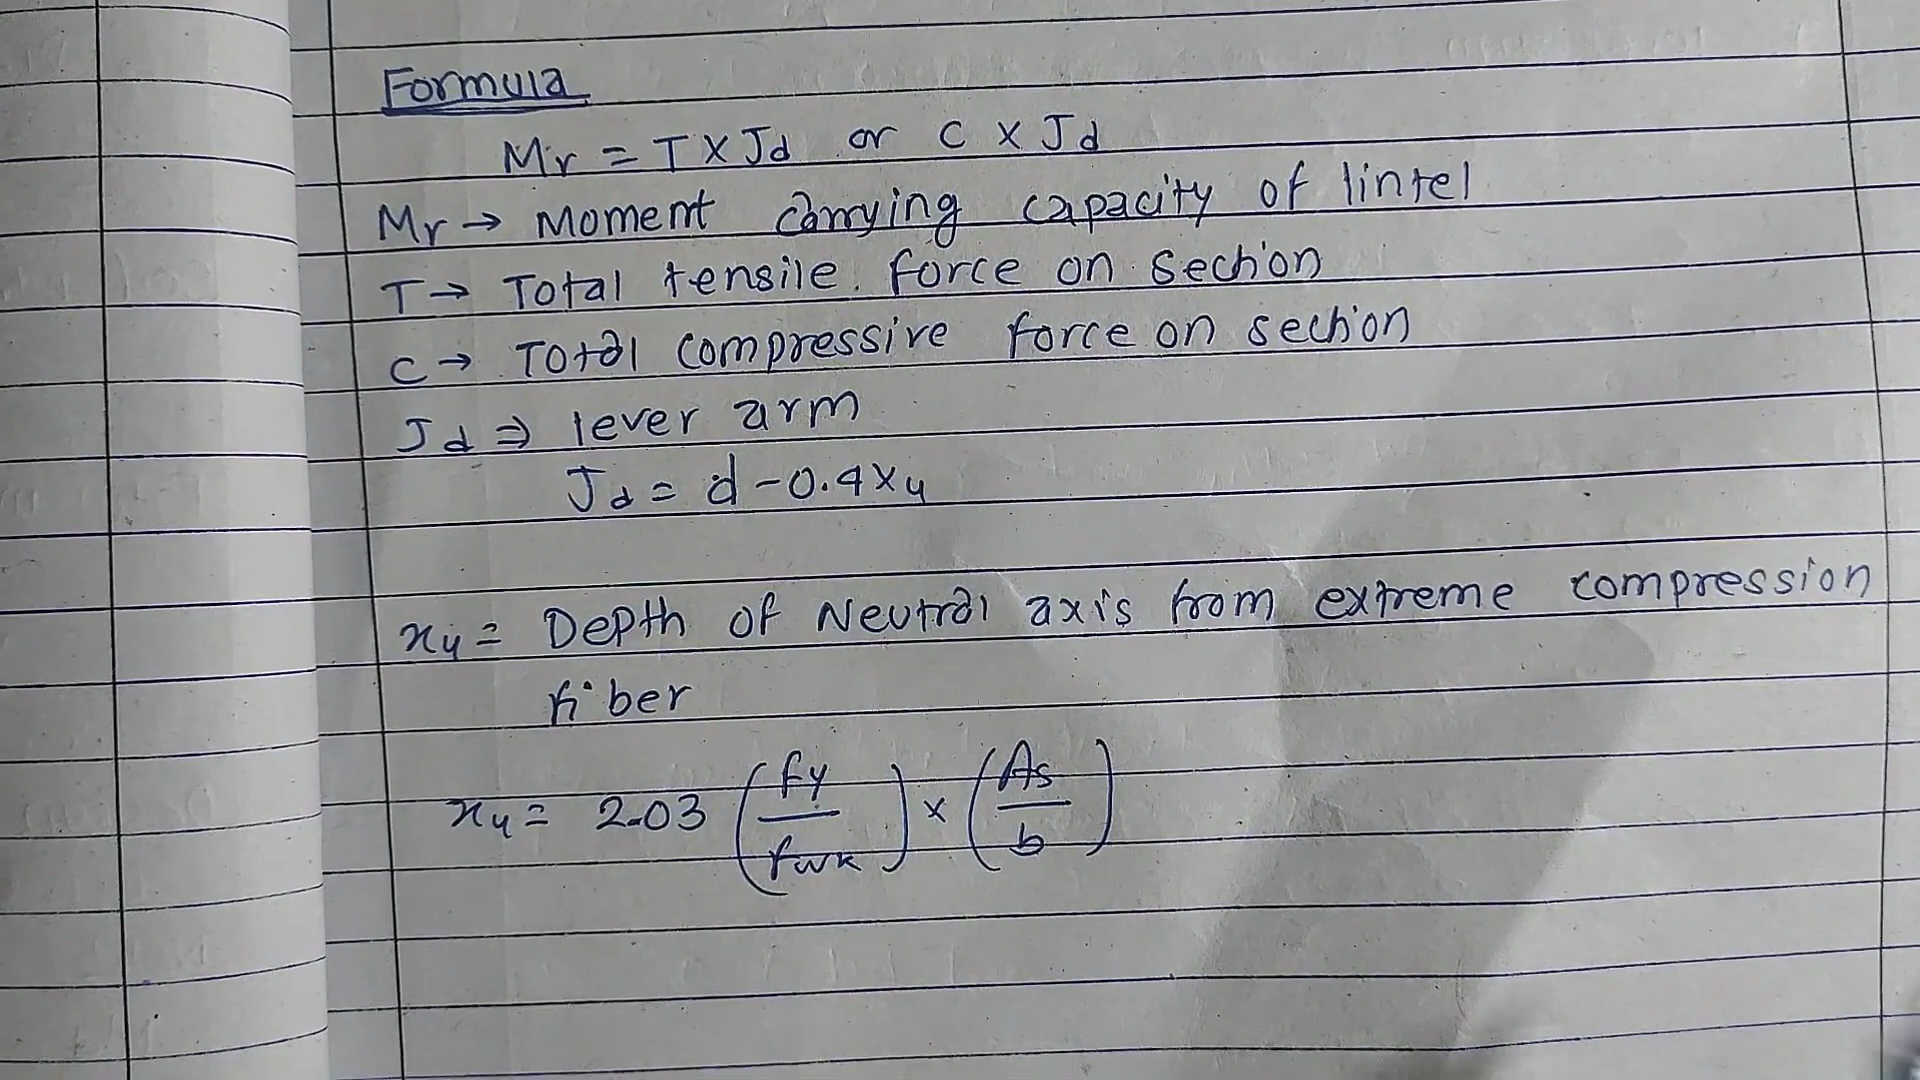 Formula
Mr = T X Jd or C X Jd
Mr → Moment carrying capacity of lintel
T → Total tensile force on section
C → Total compressive force on section
Jd ⇒ lever arm
Jd = d - 0.4xu
xu = Depth of Neutral axis from extreme compression
fiber
xu = 2.03 (fy/fwk) x (As/b)